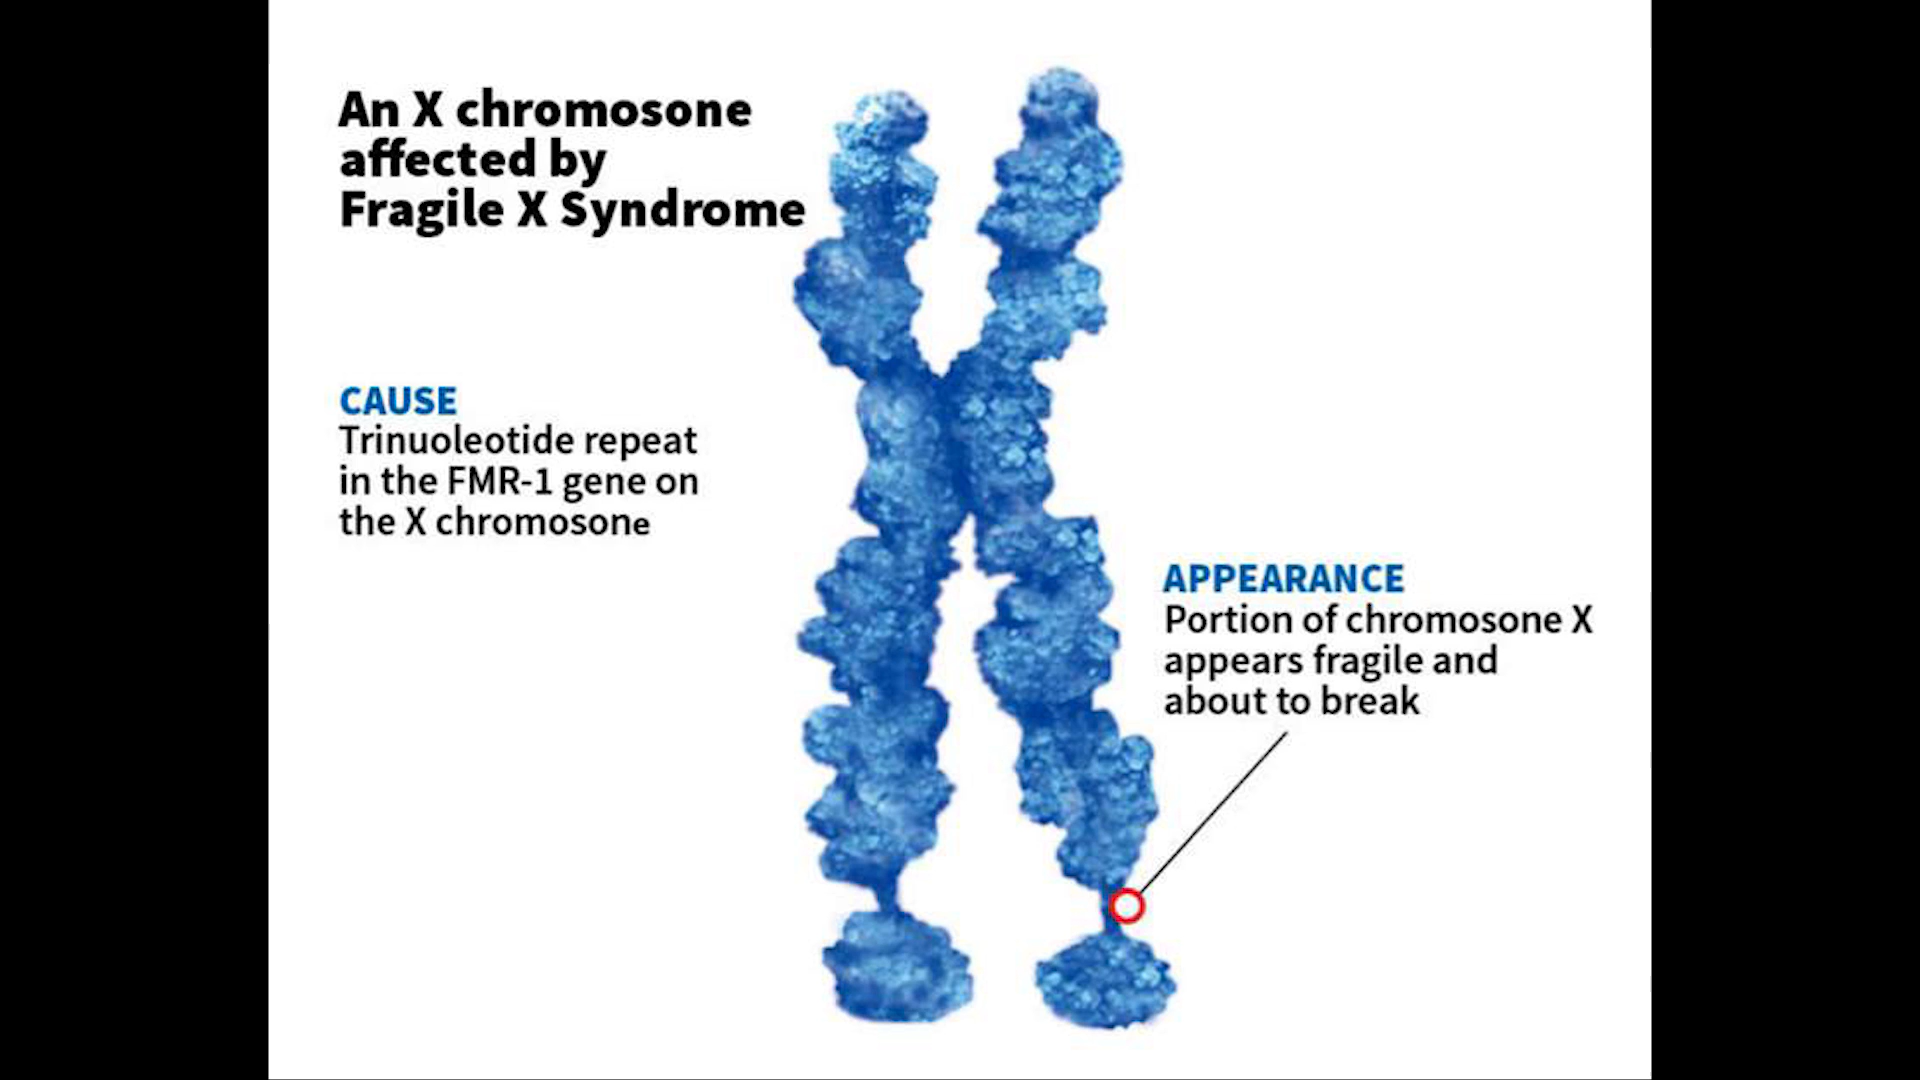 An X chromosone
affected by
Fragile X Syndrome
CAUSE
Trinuoleotide repeat
in the FMR-1 gene on
the X chromosone
APPEARANCE
Portion of chromosone X
appears fragile and
about to break